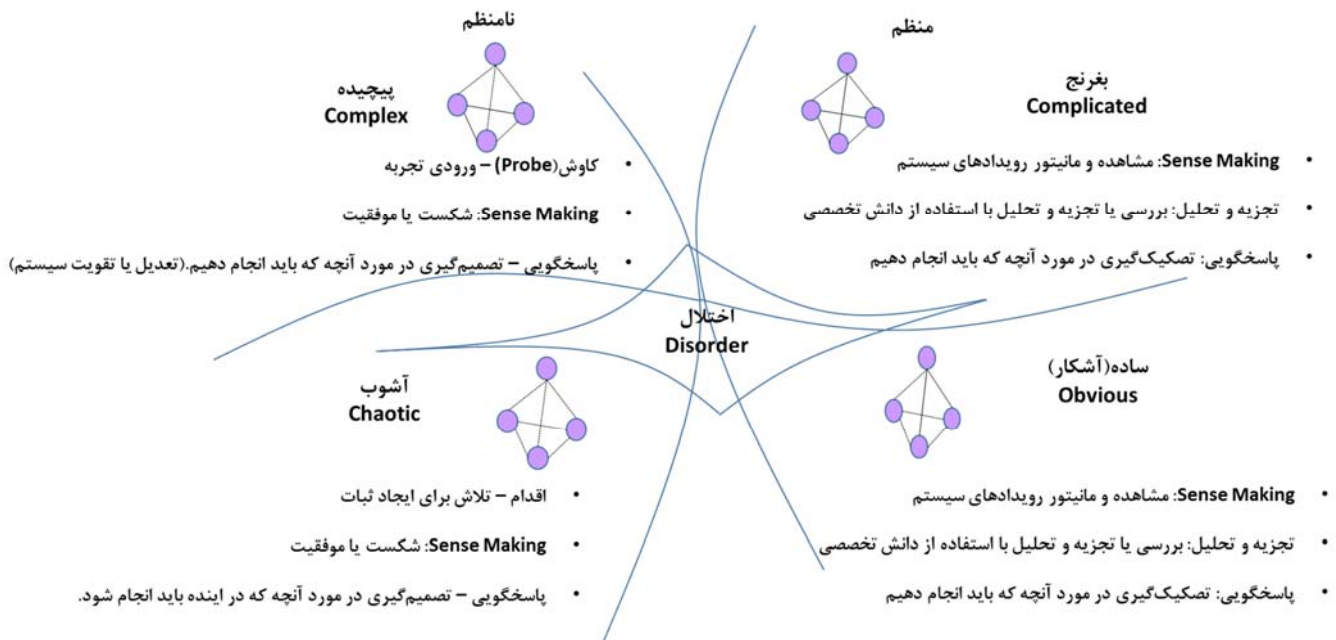 نامنظم
منظم
بغرنج
Complicated
پیچیده
Complex
• Sense Making: مشاهده و مانیتور رویدادهای سیستم
• تجزیه و تحلیل: بررسی یا تجزیه و تحلیل با استفاده از دانش تخصصی
• پاسخگویی: تصکیک‌گیری در مورد آنچه که باید انجام دهیم
• کاوش(Probe) – ورودی تجربه
• Sense Making: شکست یا موفقیت
• پاسخگویی – تصمیم‌گیری در مورد آنچه که باید انجام دهیم.(تعدیل یا تقویت سیستم)
اختلال
Disorder
ساده(آشکار)
Obvious
آشوب
Chaotic
• Sense Making: مشاهده و مانیتور رویدادهای سیستم
• تجزیه و تحلیل: بررسی یا تجزیه و تحلیل با استفاده از دانش تخصصی
• پاسخگویی: تصکیک‌گیری در مورد آنچه که باید انجام دهیم
• اقدام – تلاش برای ایجاد ثبات
• Sense Making: شکست یا موفقیت
• پاسخگویی – تصمیم‌گیری در مورد آنچه که در اینده باید انجام شود.